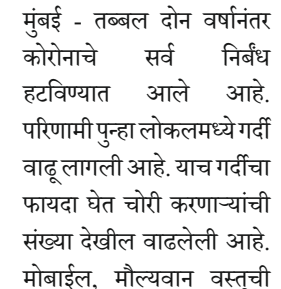 मुंबई - तब्बल दोन वर्षानंतर
कोरोनाचे सर्व निर्बंध
हटविण्यात आले आहे.
परिणामी पुन्हा लोकलमध्ये गर्दी
वाढू लागली आहे. याच गर्दीचा
फायदा घेत चोरी करणाऱ्यांची
संख्या देखील वाढलेली आहे.
मोबाईल, मौल्यवान वस्तुची